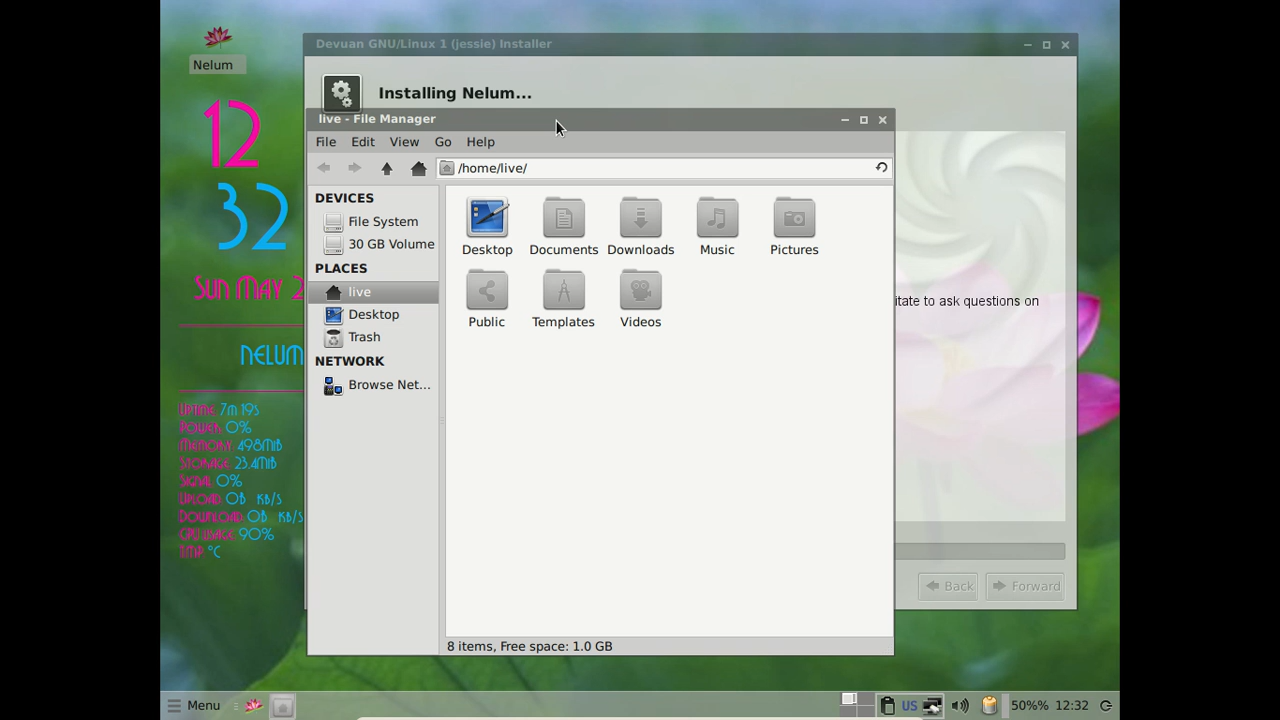 Nelum
12
32
Sun May 2
NELUM
Uptime 7m 19s
Power 0%
Memory 498MiB
Storage 23.4MiB
Signal 0%
Upload 0B KB/s
Download 0B KB/s
CPU usage 90%
Tmp °C
Devuan GNU/Linux 1 (jessie) Installer
Installing Nelum...
live - File Manager
File Edit View Go Help
/home/live/
DEVICES
File System
30 GB Volume
PLACES
live
Desktop
Trash
NETWORK
Browse Net...
Desktop Documents Downloads Music Pictures
Public Templates Videos
8 items, Free space: 1.0 GB
itate to ask questions on
Back Forward
Menu US 50%% 12:32